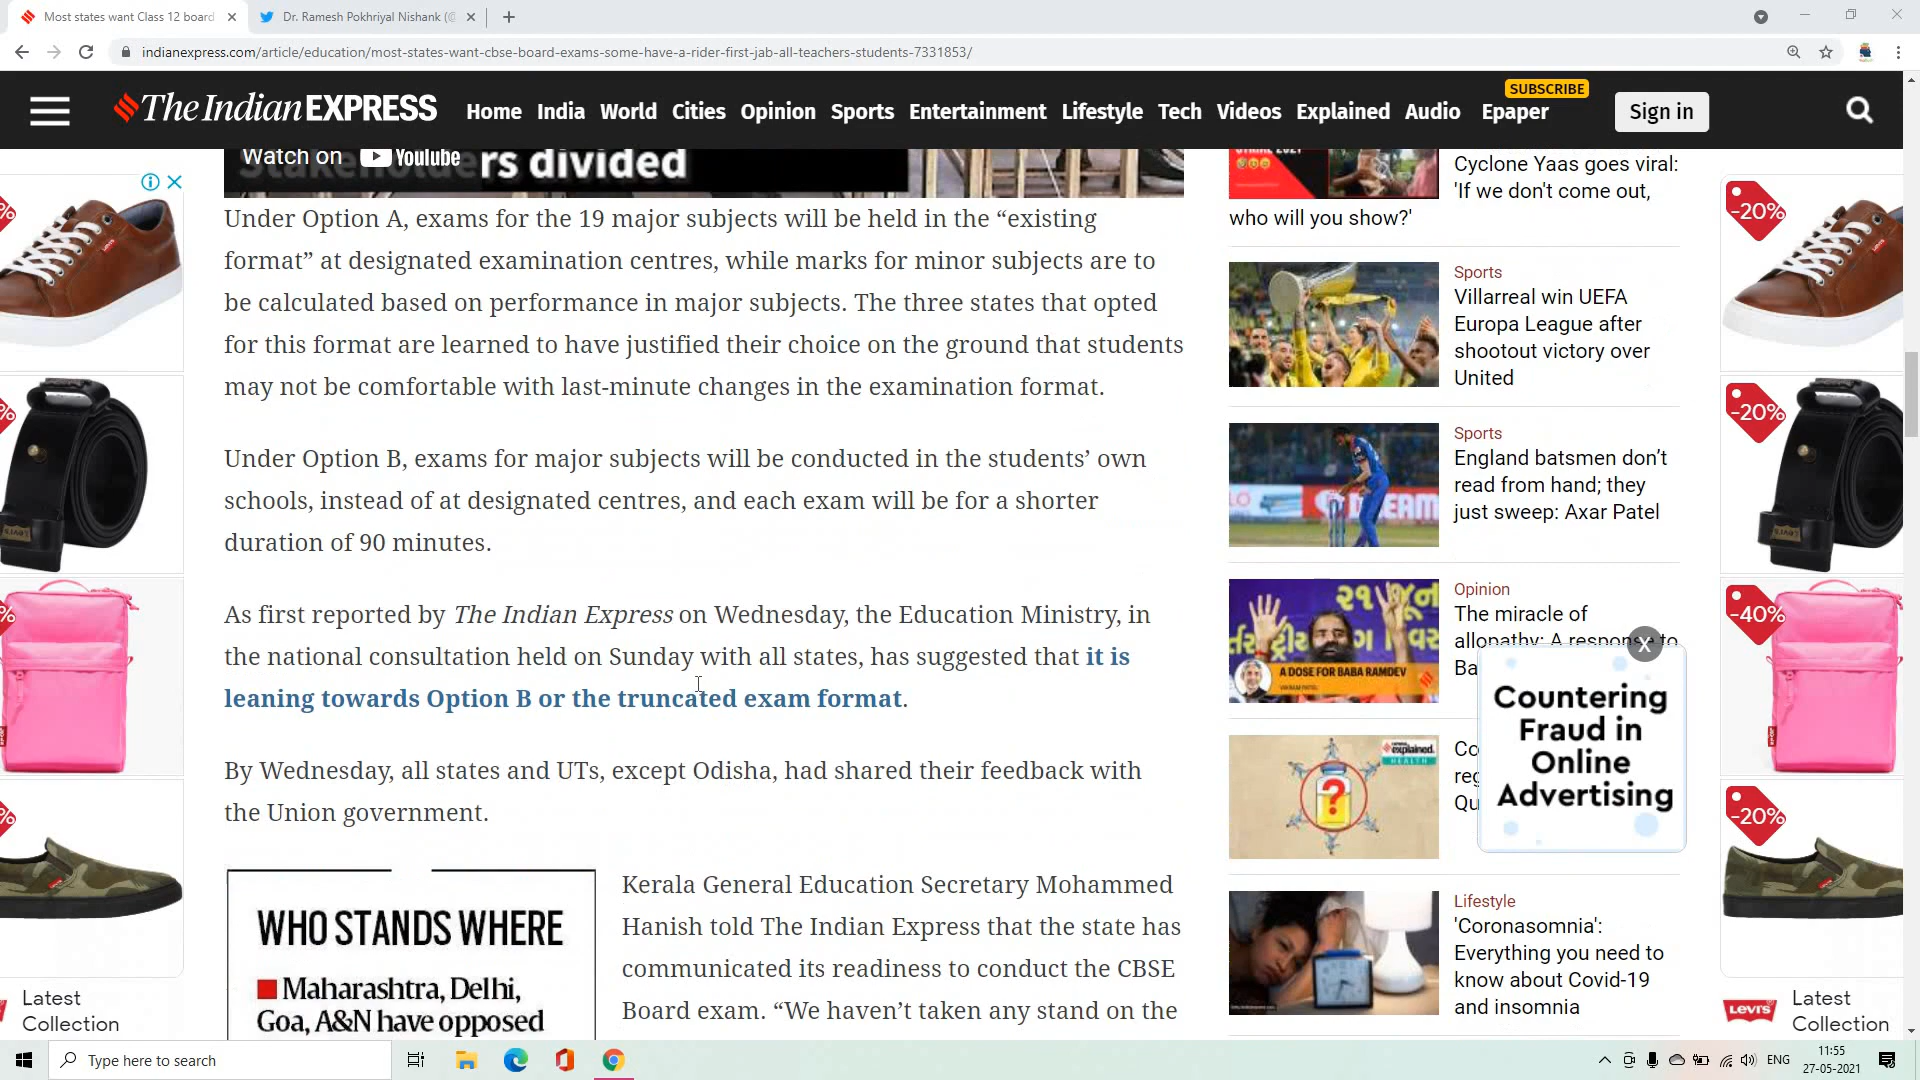 Most states want Class 12 board
Dr. Ramesh Pokhriyal Nishank (@
indianexpress.com/article/education/most-states-want-cbse-board-exams-some-have-a-rider-first-jab-all-teachers-students-7331853/
The Indian EXPRESS
Home India World Cities Opinion Sports Entertainment Lifestyle Tech Videos Explained Audio Epaper
SUBSCRIBE
Sign in
Watch on YouTube
rs divided
Under Option A, exams for the 19 major subjects will be held in the “existing
format” at designated examination centres, while marks for minor subjects are to
be calculated based on performance in major subjects. The three states that opted
for this format are learned to have justified their choice on the ground that students
may not be comfortable with last-minute changes in the examination format.
Under Option B, exams for major subjects will be conducted in the students’ own
schools, instead of at designated centres, and each exam will be for a shorter
duration of 90 minutes.
As first reported by The Indian Express on Wednesday, the Education Ministry, in
the national consultation held on Sunday with all states, has suggested that it is
leaning towards Option B or the truncated exam format.
By Wednesday, all states and UTs, except Odisha, had shared their feedback with
the Union government.
WHO STANDS WHERE
Maharashtra, Delhi,
Goa, A&N have opposed
Kerala General Education Secretary Mohammed
Hanish told The Indian Express that the state has
communicated its readiness to conduct the CBSE
Board exam. “We haven’t taken any stand on the
Cyclone Yaas goes viral:
'If we don't come out,
who will you show?'
Sports
Villarreal win UEFA
Europa League after
shootout victory over
United
Sports
England batsmen don’t
read from hand; they
just sweep: Axar Patel
Opinion
The miracle of
allopathy: A response to
Ba
A DOSE FOR BABA RAMDEV
VIKRAM PATEL
explained.
HEALTH
Co
reg
Qu
Lifestyle
'Coronasomnia':
Everything you need to
know about Covid-19
and insomnia
X
Countering
Fraud in
Online
Advertising
%
%
%
%
Latest
Collection
-20%
-20%
-40%
-20%
Levi's
Latest
Collection
Type here to search
ENG
11:55
27-05-2021